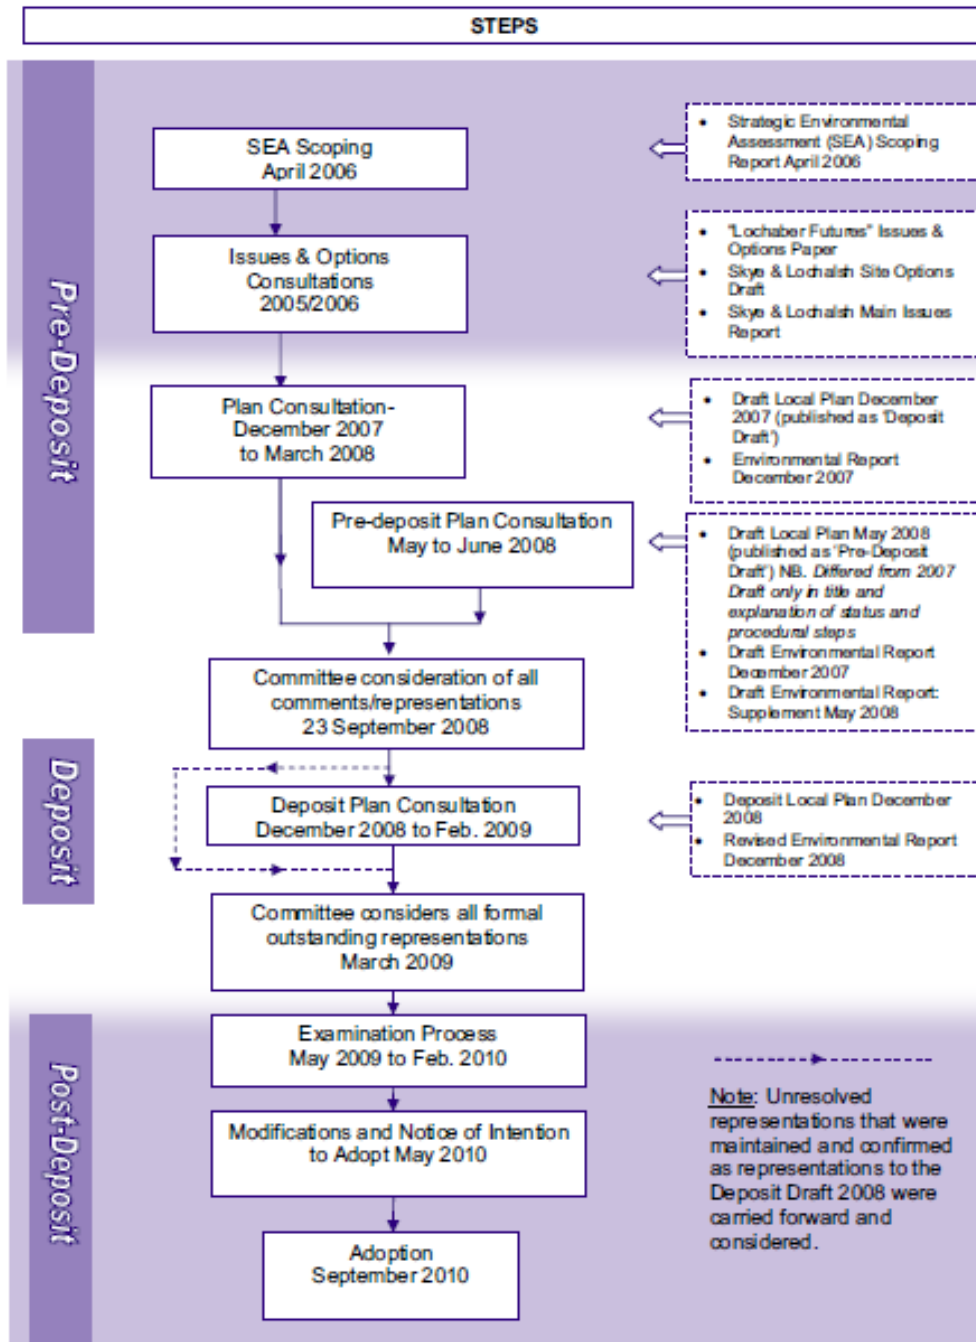 STEPS
Pre-Deposit
SEA Scoping
April 2006
• Strategic Environmental
Assessment (SEA) Scoping
Report April 2006
Issues & Options
Consultations
2005/2006
• "Lochaber Futures" Issues &
Options Paper
• Skye & Lochalsh Site Options
Draft
• Skye & Lochalsh Main Issues
Report
Plan Consultation-
December 2007
to March 2008
• Draft Local Plan December
2007 (published as 'Deposit
Draft')
• Environmental Report
December 2007
Pre-deposit Plan Consultation
May to June 2008
• Draft Local Plan May 2008
(published as 'Pre-Deposit
Draft') NB. Differed from 2007
Draft only in title and
explanation of status and
procedural steps
• Draft Environmental Report
December 2007
• Draft Environmental Report:
Supplement May 2008
Committee consideration of all
comments/representations
23 September 2008
Deposit
Deposit Plan Consultation
December 2008 to Feb. 2009
• Deposit Local Plan December
2008
• Revised Environmental Report
December 2008
Committee considers all formal
outstanding representations
March 2009
Post-Deposit
Examination Process
May 2009 to Feb. 2010
Modifications and Notice of Intention
to Adopt May 2010
Adoption
September 2010
Note: Unresolved
representations that were
maintained and confirmed
as representations to the
Deposit Draft 2008 were
carried forward and
considered.